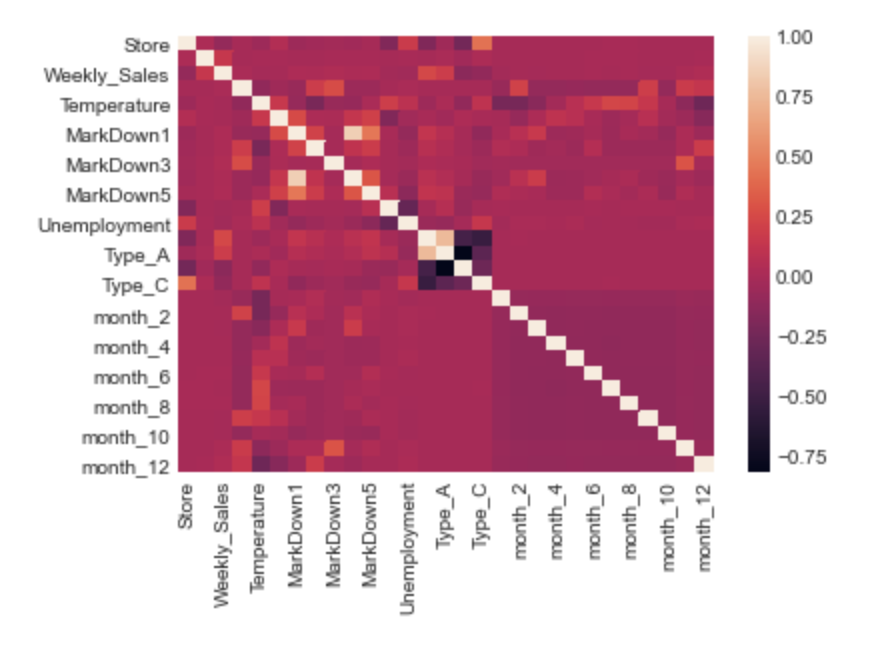 Store
Weekly_Sales
Temperature
MarkDown1
MarkDown3
MarkDown5
Unemployment
Type_A
Type_C
month_2
month_4
month_6
month_8
month_10
month_12
1.00
0.75
0.50
0.25
0.00
−0.25
−0.50
−0.75
Store
Weekly_Sales
Temperature
MarkDown1
MarkDown3
MarkDown5
Unemployment
Type_A
Type_C
month_2
month_4
month_6
month_8
month_10
month_12